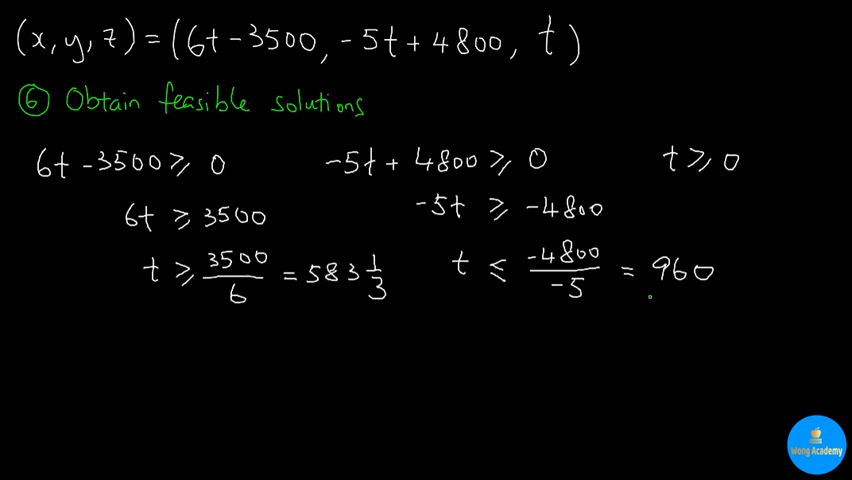 (x, y, z) = (6t - 3500, -5t + 4800, t)
⑥ Obtain feasible solutions
6t - 3500 ≥ 0 -5t + 4800 ≥ 0 t ≥ 0
6t ≥ 3500 -5t ≥ -4800
t ≥ 3500/6 = 583 1/3 t ≤ -4800/-5 = 960
Wong Academy